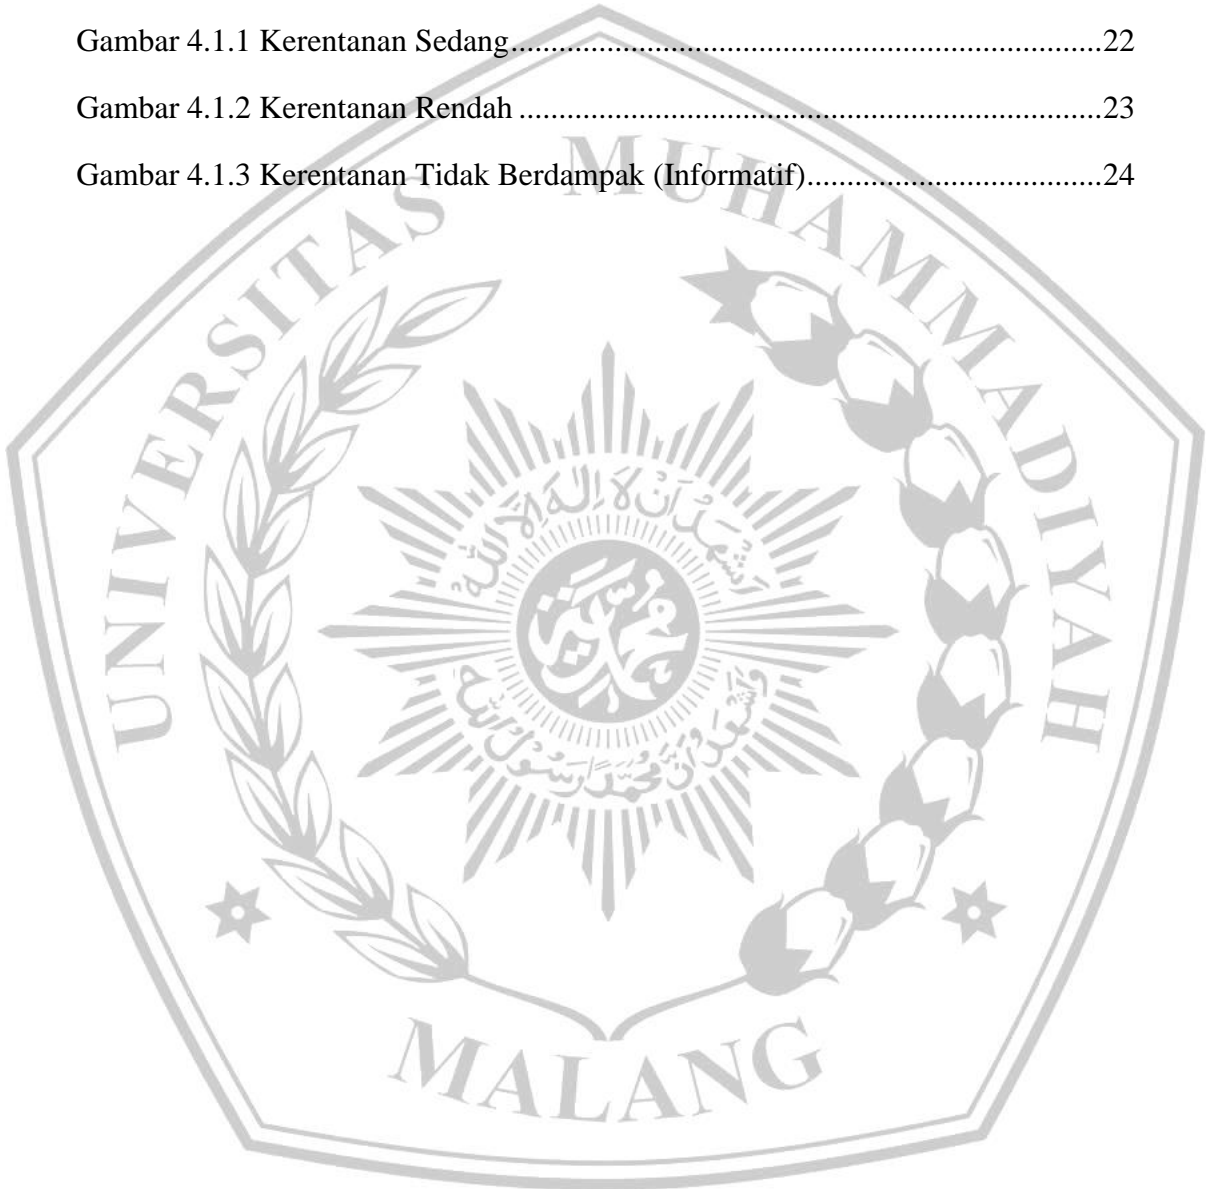 Gambar 4.1.1 Kerentanan Sedang..........................................................................22
Gambar 4.1.2 Kerentanan Rendah .........................................................................23
Gambar 4.1.3 Kerentanan Tidak Berdampak (Informatif).....................................24
UNIVERSITAS MUHAMMADIYAH
MALANG